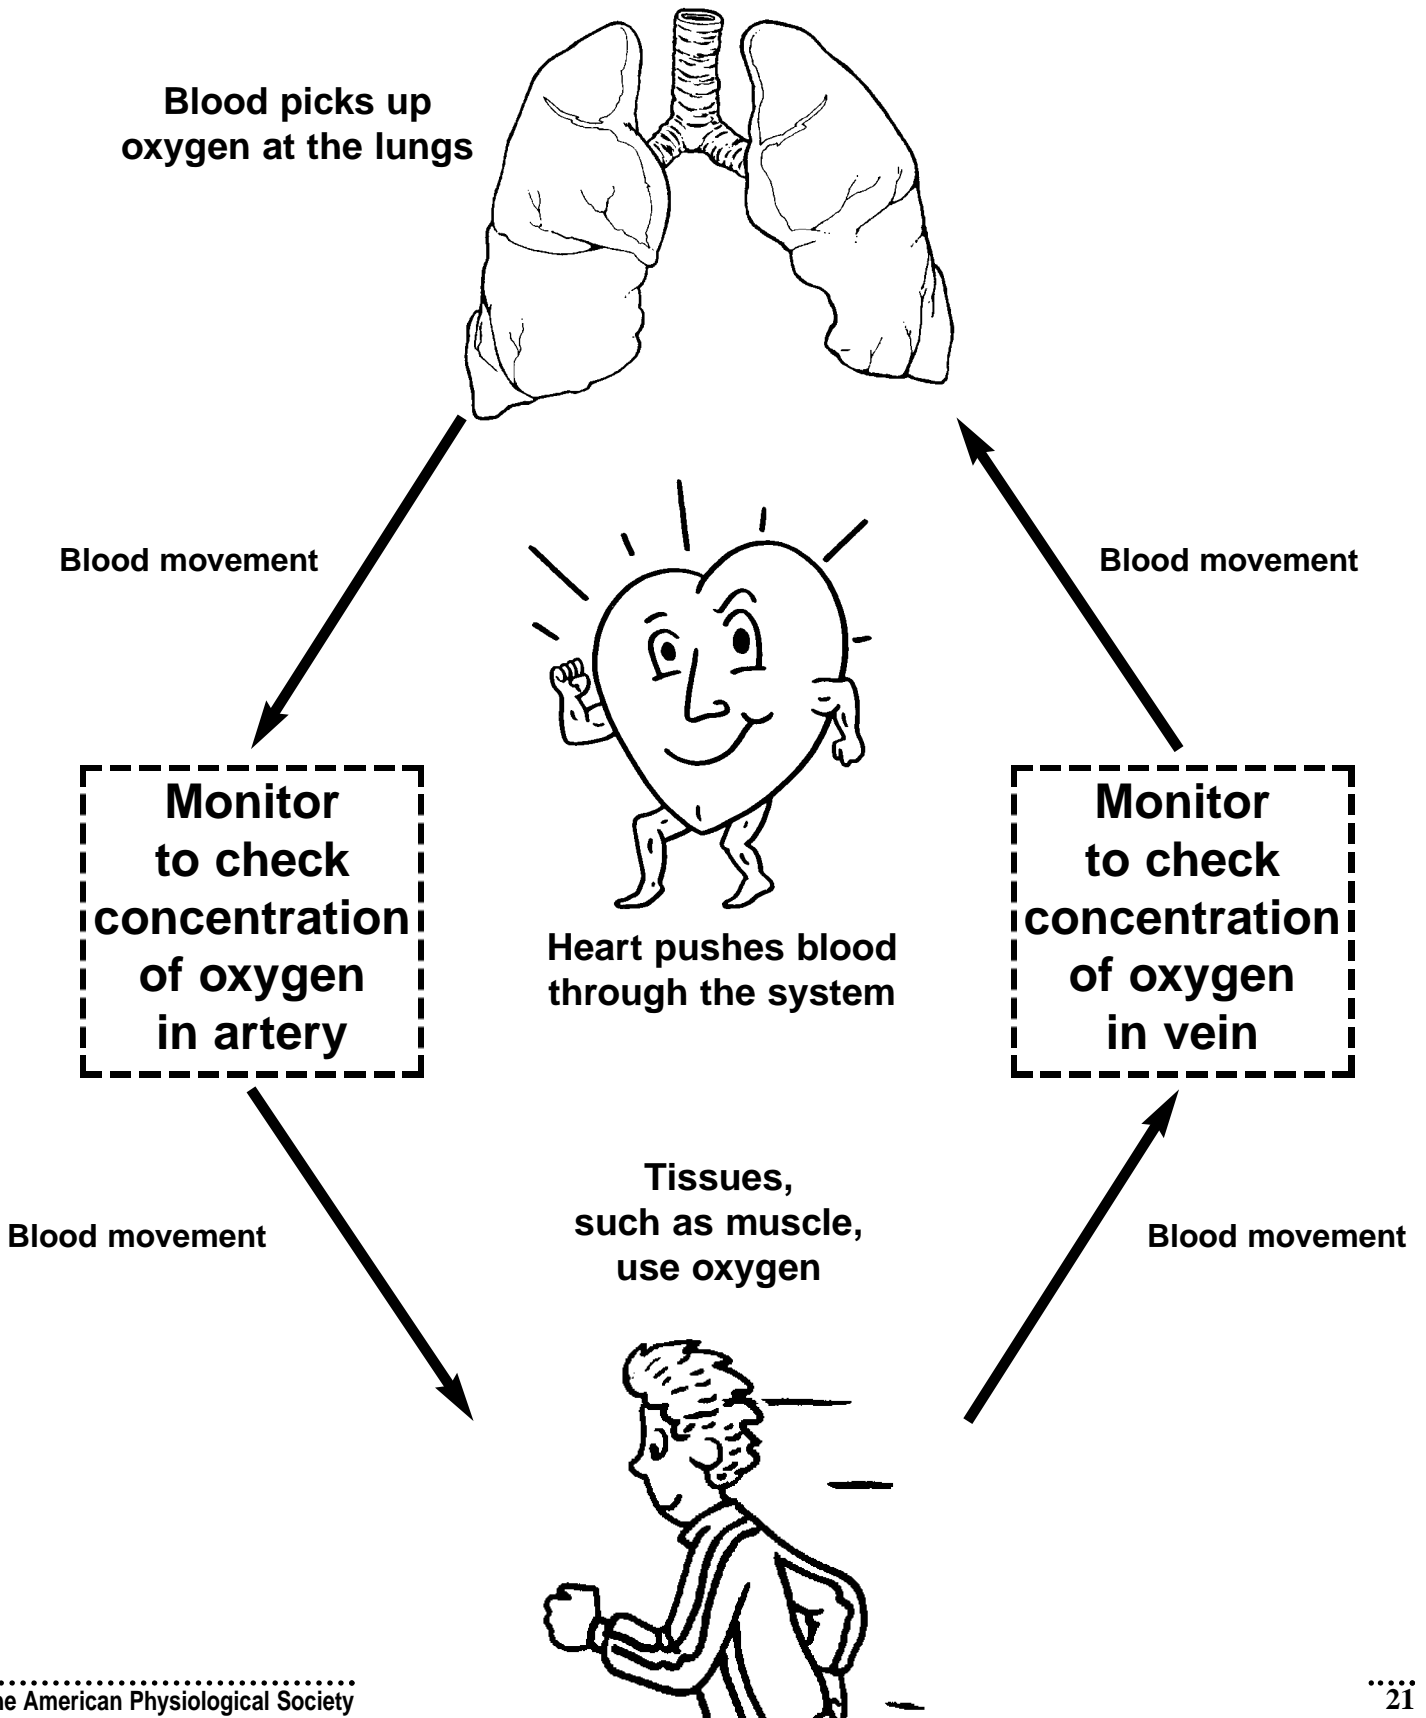 Blood picks up
oxygen at the lungs
Blood movement
Blood movement
Monitor
to check
concentration
of oxygen
in artery
Heart pushes blood
through the system
Monitor
to check
concentration
of oxygen
in vein
Blood movement
Tissues,
such as muscle,
use oxygen
Blood movement
American Physiological Society
21